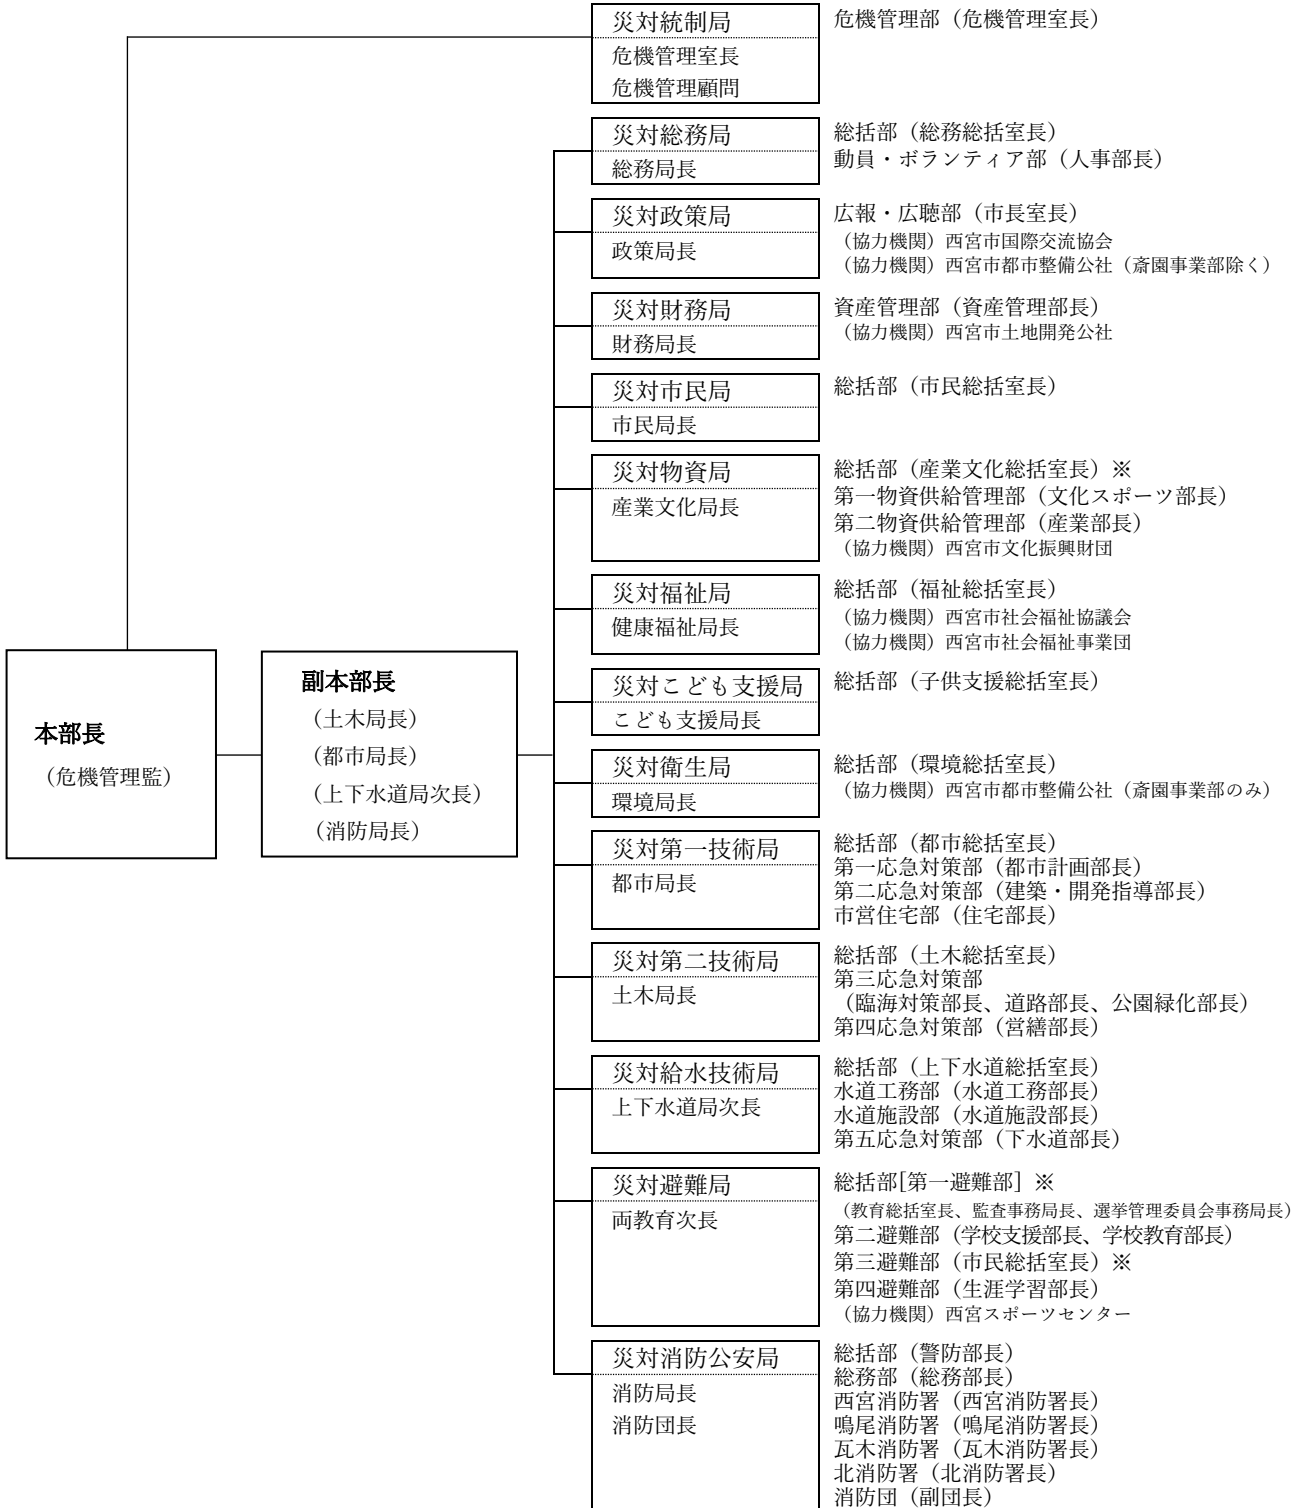 災対統制局
危機管理室長
危機管理顧問
危機管理部（危機管理室長）
災対総務局
総務局長
総括部（総務総括室長）
動員・ボランティア部（人事部長）
災対政策局
政策局長
広報・広聴部（市長室長）
（協力機関）西宮市国際交流協会
（協力機関）西宮市都市整備公社（斎園事業部除く）
災対財務局
財務局長
資産管理部（資産管理部長）
（協力機関）西宮市土地開発公社
災対市民局
市民局長
総括部（市民総括室長）
災対物資局
産業文化局長
総括部（産業文化総括室長）※
第一物資供給管理部（文化スポーツ部長）
第二物資供給管理部（産業部長）
（協力機関）西宮市文化振興財団
災対福祉局
健康福祉局長
総括部（福祉総括室長）
（協力機関）西宮市社会福祉協議会
（協力機関）西宮市社会福祉事業団
本部長
（危機管理監）
副本部長
（土木局長）
（都市局長）
（上下水道局次長）
（消防局長）
災対こども支援局
こども支援局長
総括部（子供支援総括室長）
災対衛生局
環境局長
総括部（環境総括室長）
（協力機関）西宮市都市整備公社（斎園事業部のみ）
災対第一技術局
都市局長
総括部（都市総括室長）
第一応急対策部（都市計画部長）
第二応急対策部（建築・開発指導部長）
市営住宅部（住宅部長）
災対第二技術局
土木局長
総括部（土木総括室長）
第三応急対策部
（臨海対策部長、道路部長、公園緑化部長）
第四応急対策部（営繕部長）
災対給水技術局
上下水道局次長
総括部（上下水道総括室長）
水道工務部（水道工務部長）
水道施設部（水道施設部長）
第五応急対策部（下水道部長）
災対避難局
両教育次長
総括部[第一避難部] ※
（教育総括室長、監査事務局長、選挙管理委員会事務局長）
第二避難部（学校支援部長、学校教育部長）
第三避難部（市民総括室長）※
第四避難部（生涯学習部長）
（協力機関）西宮スポーツセンター
災対消防公安局
消防局長
消防団長
総括部（警防部長）
総務部（総務部長）
西宮消防署（西宮消防署長）
鳴尾消防署（鳴尾消防署長）
瓦木消防署（瓦木消防署長）
北消防署（北消防署長）
消防団（副団長）